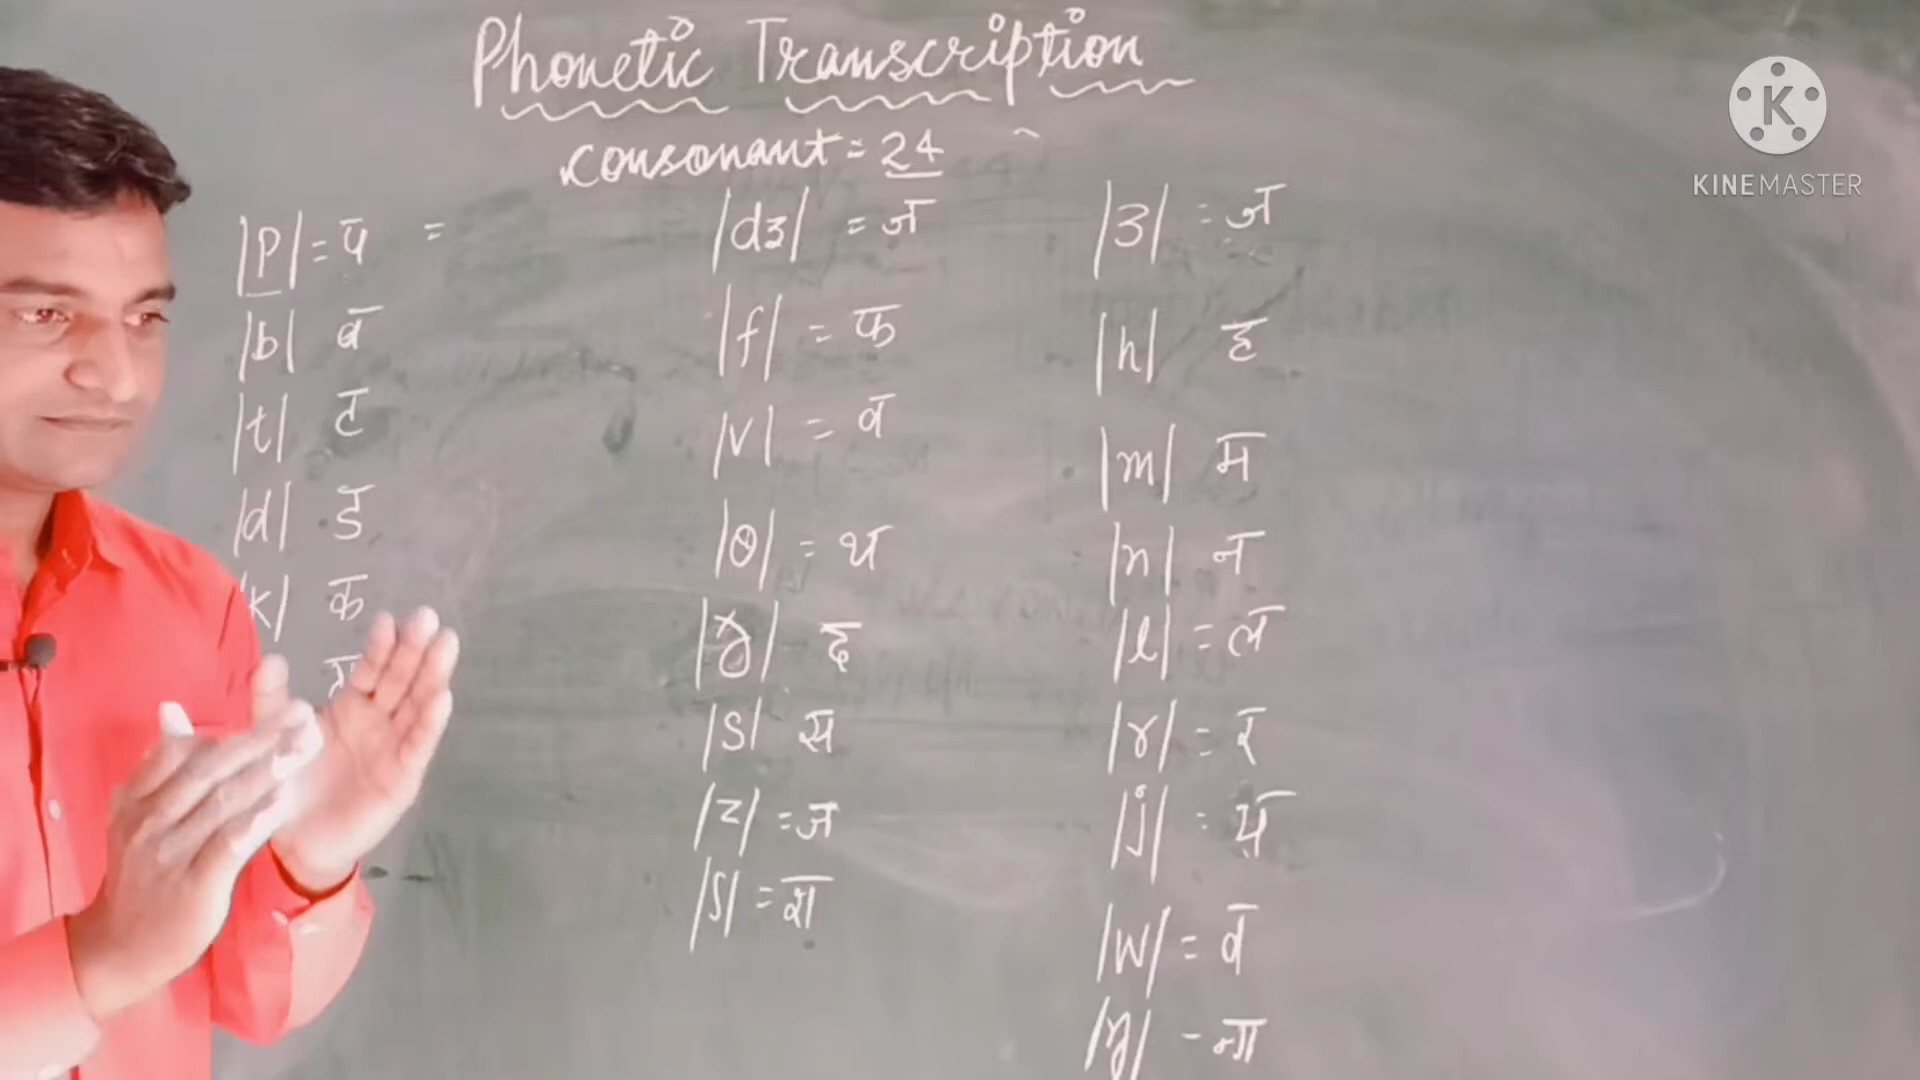 Phonetic Transcription
consonant = 24
|p| = प =
|b| ब
|t| ट
|d| ड
|k| क
ग
|dʒ| = ज
|f| = फ
|v| = व
|θ| = थ
|ð| द
|s| स
|z| = ज
|ʃ| = श
|ʒ| = ज
|h| ह
|m| म
|n| न
|l| = ल
|r| = र
|j| = य
|w| = व
|ŋ| - न्ग
KINEMASTER